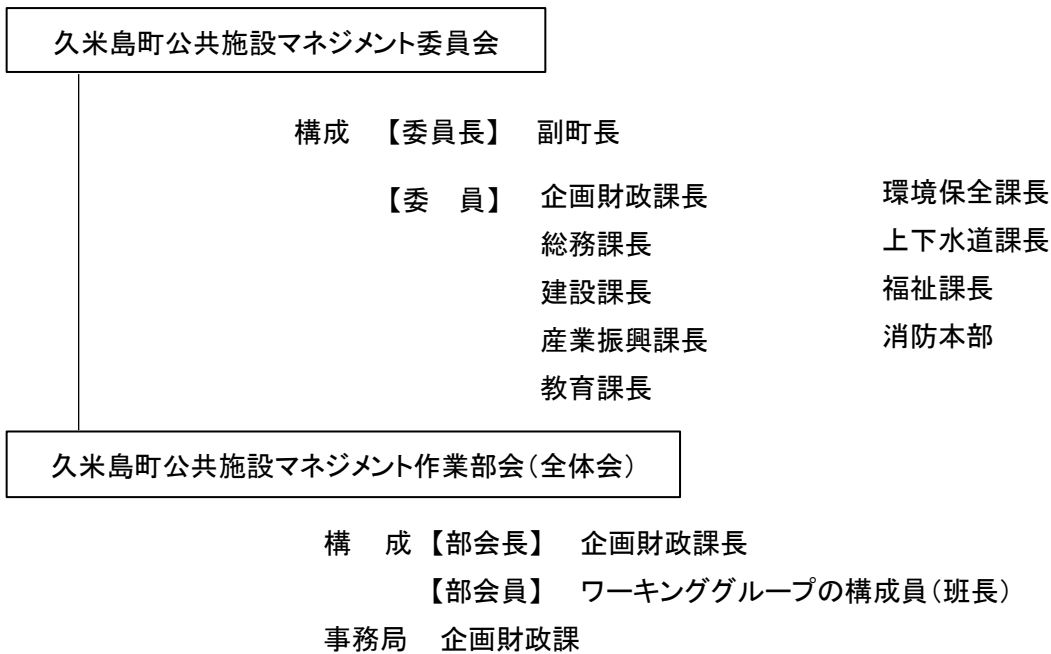 久米島町公共施設マネジメント委員会
構成 【委員長】 副町長
【委 員】 企画財政課長 環境保全課長
総務課長 上下水道課長
建設課長 福祉課長
産業振興課長 消防本部
教育課長
久米島町公共施設マネジメント作業部会(全体会)
構 成 【部会長】 企画財政課長
【部会員】 ワーキンググループの構成員(班長)
事務局 企画財政課